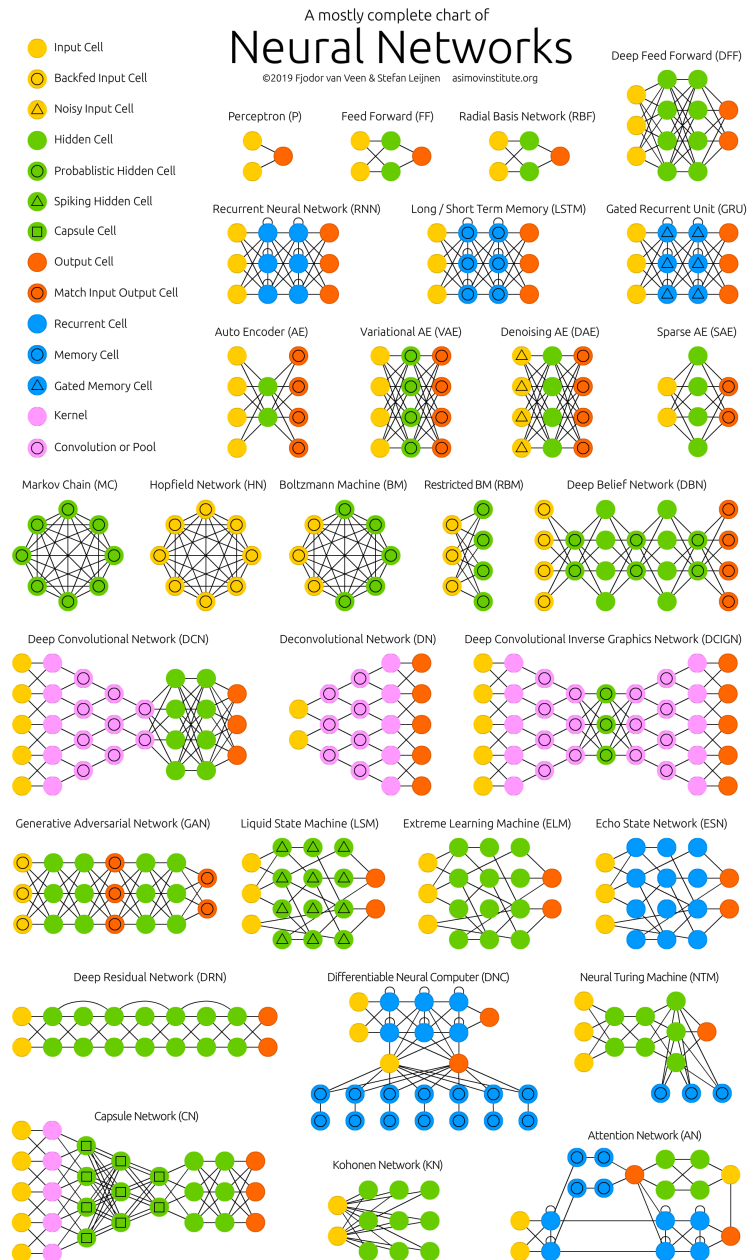 A mostly complete chart of
Neural Networks
©2019 Fjodor van Veen & Stefan Leijnen asimovinstitute.org
Input Cell
Backfed Input Cell
Noisy Input Cell
Hidden Cell
Probablistic Hidden Cell
Spiking Hidden Cell
Capsule Cell
Output Cell
Match Input Output Cell
Recurrent Cell
Memory Cell
Gated Memory Cell
Kernel
Convolution or Pool
Deep Feed Forward (DFF)
Perceptron (P)
Feed Forward (FF)
Radial Basis Network (RBF)
Recurrent Neural Network (RNN)
Long / Short Term Memory (LSTM)
Gated Recurrent Unit (GRU)
Auto Encoder (AE)
Variational AE (VAE)
Denoising AE (DAE)
Sparse AE (SAE)
Markov Chain (MC)
Hopfield Network (HN)
Boltzmann Machine (BM)
Restricted BM (RBM)
Deep Belief Network (DBN)
Deep Convolutional Network (DCN)
Deconvolutional Network (DN)
Deep Convolutional Inverse Graphics Network (DCIGN)
Generative Adversarial Network (GAN)
Liquid State Machine (LSM)
Extreme Learning Machine (ELM)
Echo State Network (ESN)
Deep Residual Network (DRN)
Differentiable Neural Computer (DNC)
Neural Turing Machine (NTM)
Capsule Network (CN)
Kohonen Network (KN)
Attention Network (AN)